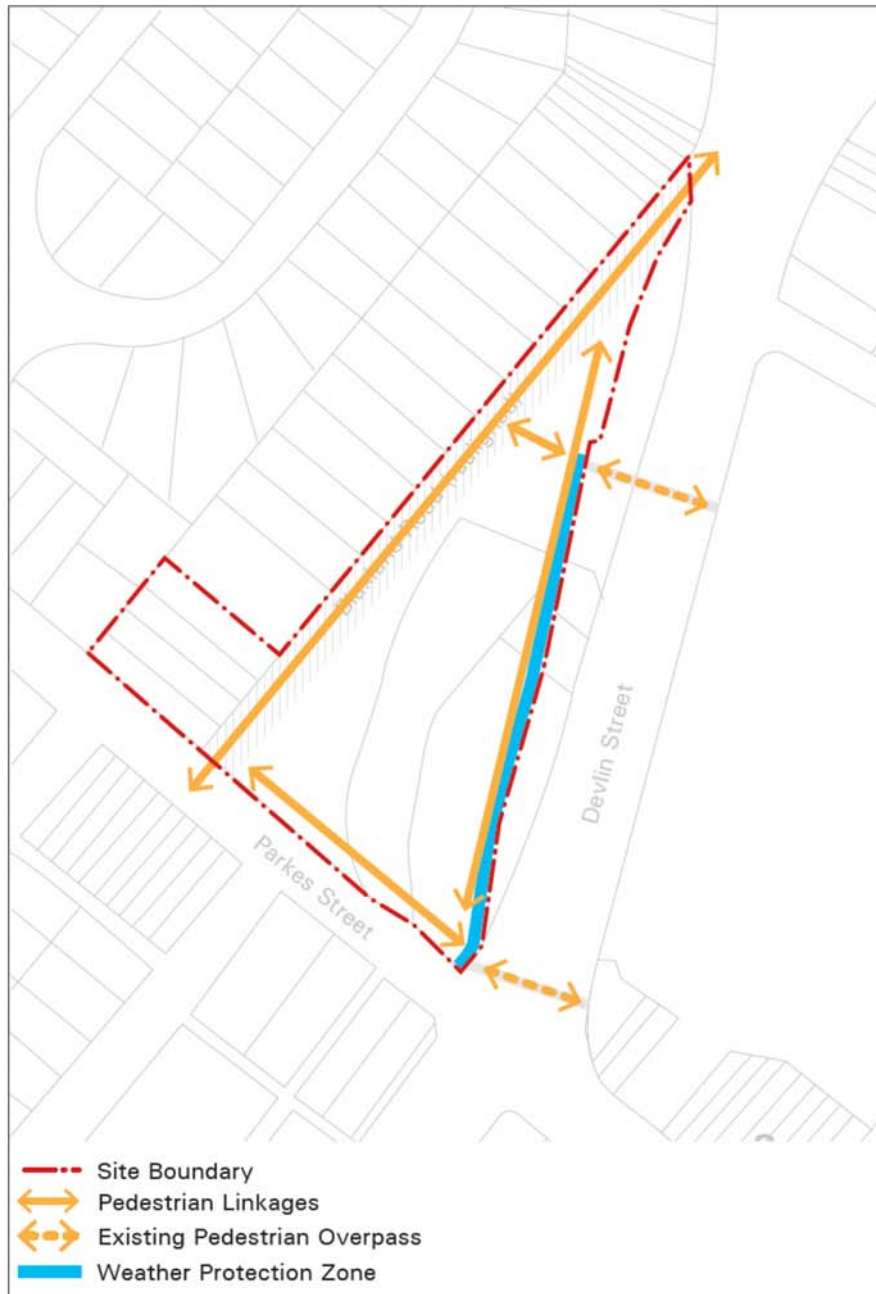 Devlin Street
Parkes Street
Site Boundary
Pedestrian Linkages
Existing Pedestrian Overpass
Weather Protection Zone